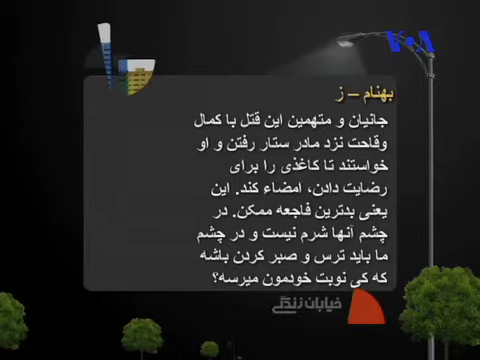 VOA
بهنام – ز
جانیان و متهمین این قتل با کمال
وقاحت نزد مادر ستار رفتن و او
خواستند تا کاغذی را برای
رضایت دادن، امضاء کند. این
یعنی بدترین فاجعه ممکن. در
چشم آنها شرم نیست و در چشم
ما باید ترس و صبر کردن باشه
که کی نوبت خودمون میرسه؟
خیابان زندگی